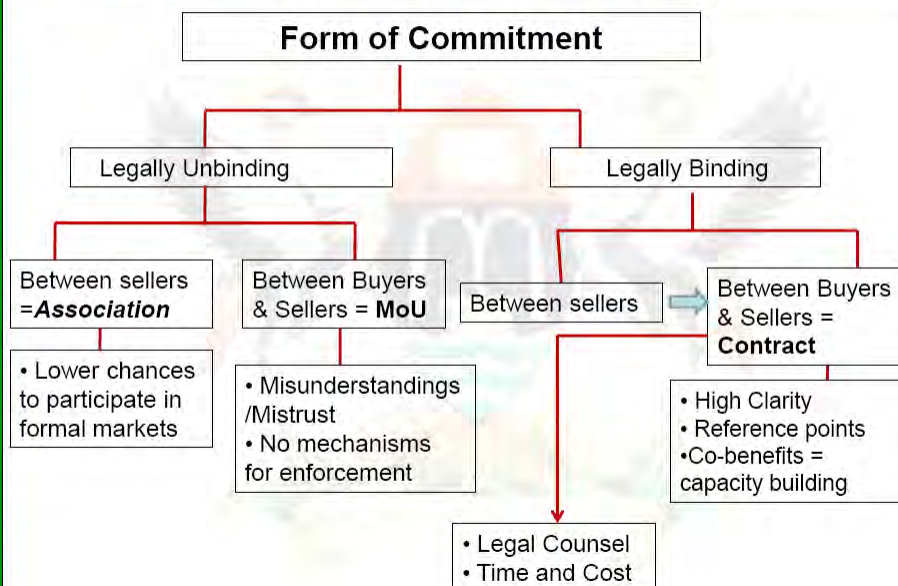 Form of Commitment
Legally Unbinding
Legally Binding
Between sellers
=Association
Between Buyers
& Sellers = MoU
Between sellers
Between Buyers
& Sellers =
Contract
• Lower chances
to participate in
formal markets
• Misunderstandings
/Mistrust
• No mechanisms
for enforcement
• High Clarity
• Reference points
•Co-benefits =
capacity building
• Legal Counsel
• Time and Cost